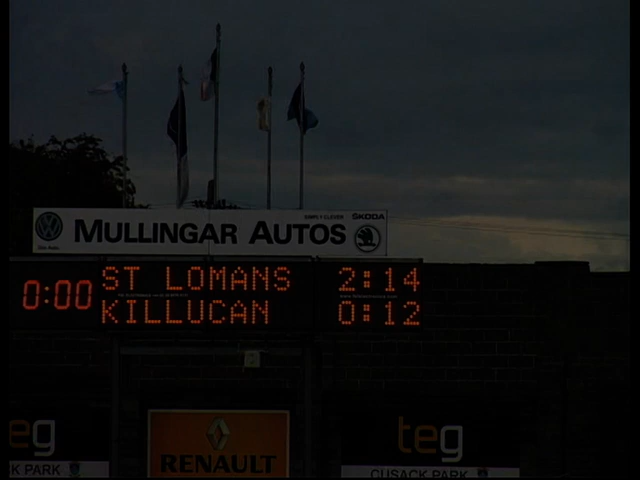 SIMPLY CLEVER ŠKODA
MULLINGAR AUTOS
ST LOMANS 2:14
0:00
KILLUCAN 0:12
teg
teg
RENAULT
K PARK
CUSACK PARK